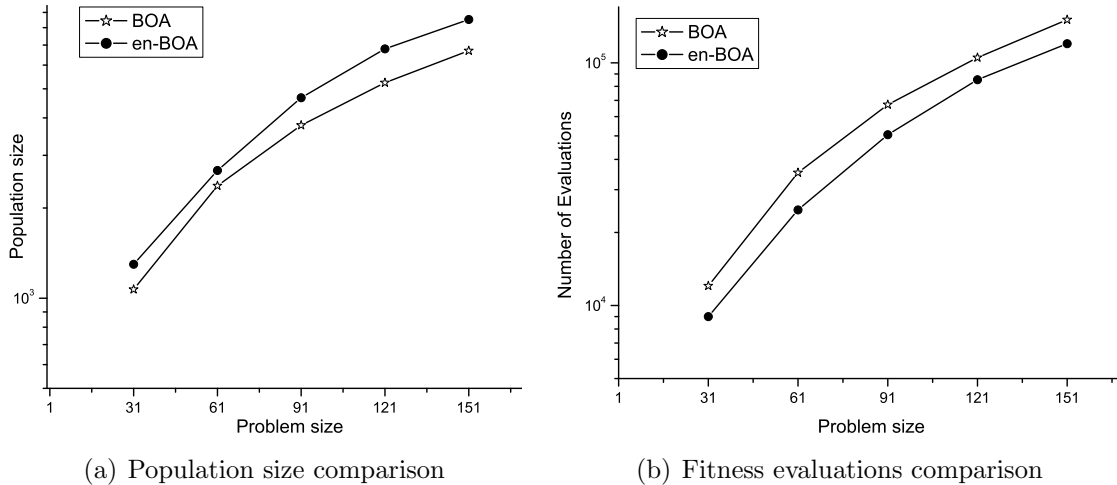 BOA
en-BOA
Population size
10³
1 31 61 91 121 151
Problem size
(a) Population size comparison
BOA
en-BOA
Number of Evaluations
10⁵
10⁴
1 31 61 91 121 151
Problem size
(b) Fitness evaluations comparison